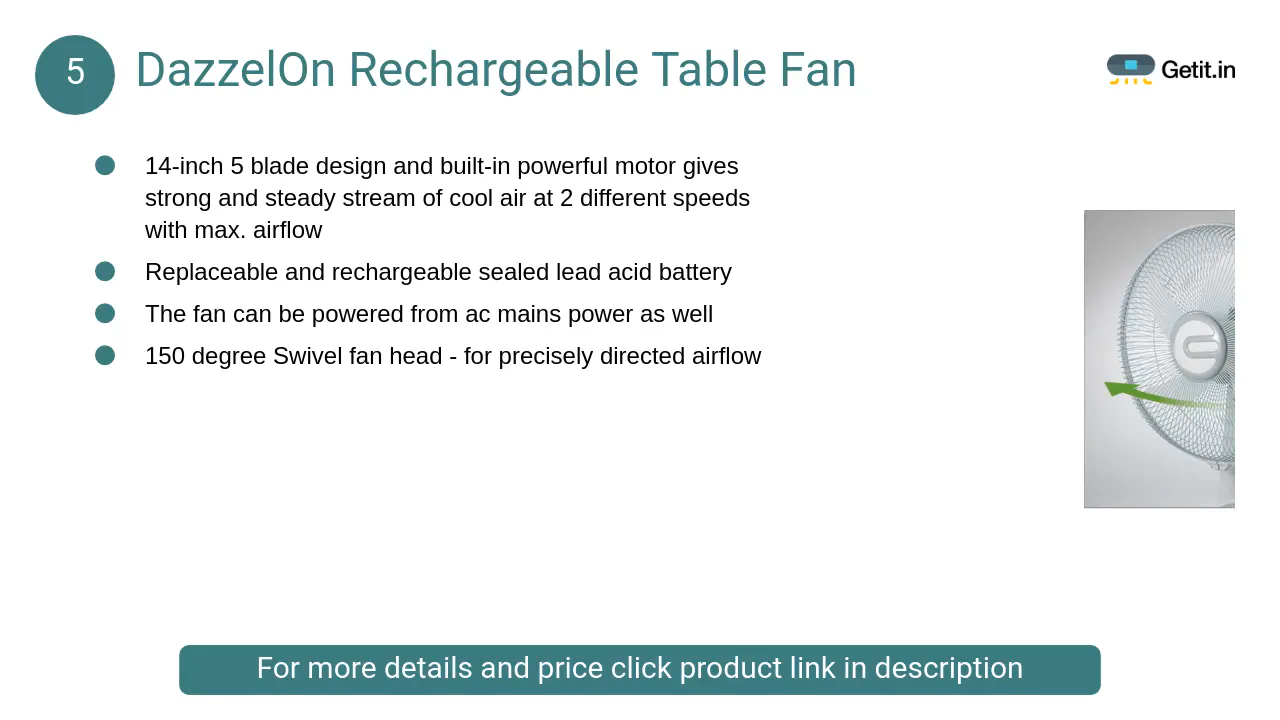 5
DazzelOn Rechargeable Table Fan
Getit.in
14-inch 5 blade design and built-in powerful motor gives
strong and steady stream of cool air at 2 different speeds
with max. airflow
Replaceable and rechargeable sealed lead acid battery
The fan can be powered from ac mains power as well
150 degree Swivel fan head - for precisely directed airflow
For more details and price click product link in description